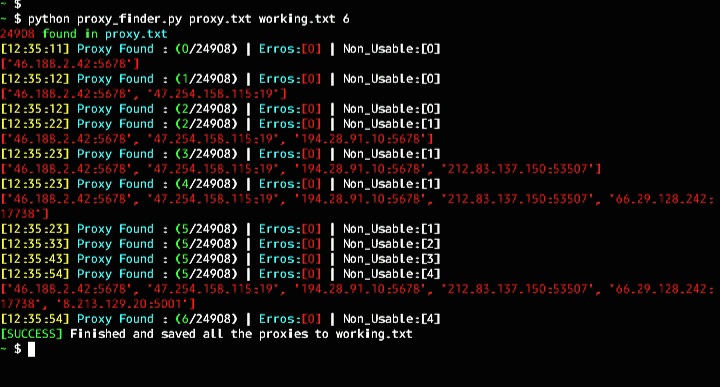 ~ $
~ $ python proxy_finder.py proxy.txt working.txt 6
24908 found in proxy.txt
[12:35:11] Proxy Found : (0/24908) | Erros:[0] | Non_Usable:[0]
['46.188.2.42:5678']
[12:35:12] Proxy Found : (1/24908) | Erros:[0] | Non_Usable:[0]
['46.188.2.42:5678', '47.254.158.115:19']
[12:35:12] Proxy Found : (2/24908) | Erros:[0] | Non_Usable:[0]
[12:35:22] Proxy Found : (2/24908) | Erros:[0] | Non_Usable:[1]
['46.188.2.42:5678', '47.254.158.115:19', '194.28.91.10:5678']
[12:35:23] Proxy Found : (3/24908) | Erros:[0] | Non_Usable:[1]
['46.188.2.42:5678', '47.254.158.115:19', '194.28.91.10:5678', '212.83.137.150:53507']
[12:35:23] Proxy Found : (4/24908) | Erros:[0] | Non_Usable:[1]
['46.188.2.42:5678', '47.254.158.115:19', '194.28.91.10:5678', '212.83.137.150:53507', '66.29.128.242:
17738']
[12:35:23] Proxy Found : (5/24908) | Erros:[0] | Non_Usable:[1]
[12:35:33] Proxy Found : (5/24908) | Erros:[0] | Non_Usable:[2]
[12:35:43] Proxy Found : (5/24908) | Erros:[0] | Non_Usable:[3]
[12:35:54] Proxy Found : (5/24908) | Erros:[0] | Non_Usable:[4]
['46.188.2.42:5678', '47.254.158.115:19', '194.28.91.10:5678', '212.83.137.150:53507', '66.29.128.242:
17738', '8.213.129.20:5001']
[12:35:54] Proxy Found : (6/24908) | Erros:[0] | Non_Usable:[4]
[SUCCESS] Finished and saved all the proxies to working.txt
~ $